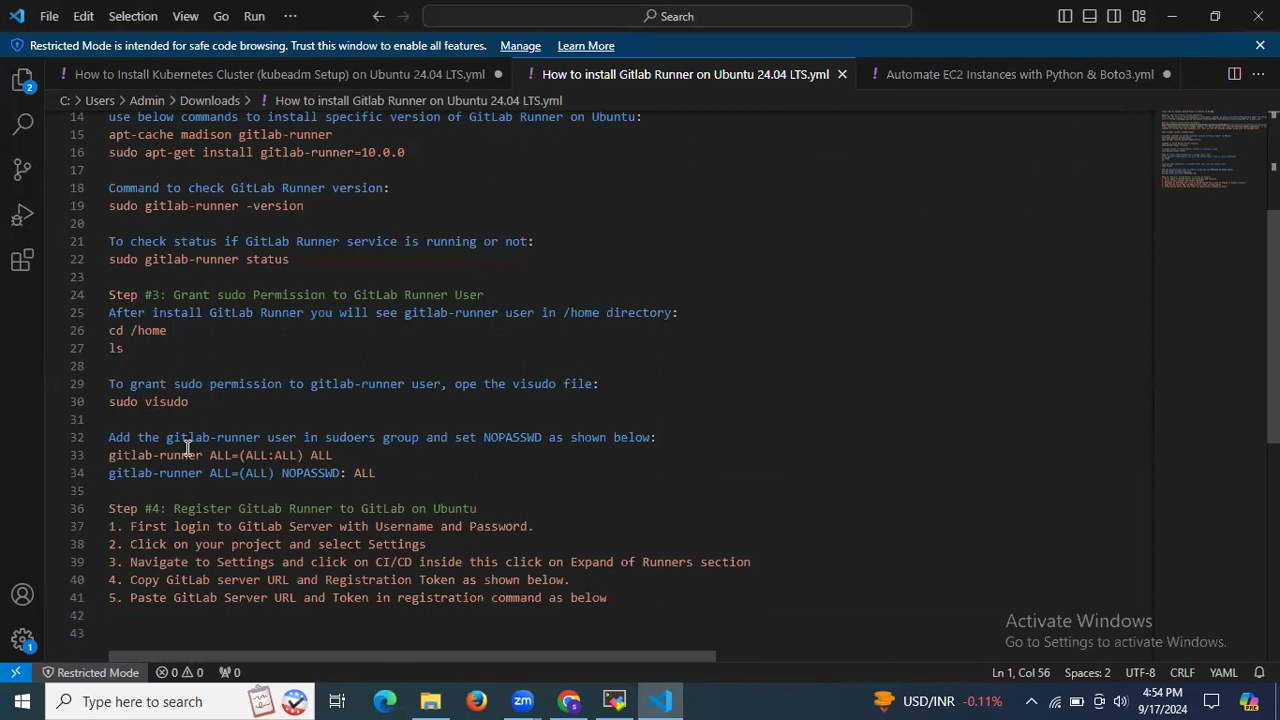 File Edit Selection View Go Run ··· Search
Restricted Mode is intended for safe code browsing. Trust this window to enable all features. Manage Learn More
2
How to Install Kubernetes Cluster (kubeadm Setup) on Ubuntu 24.04 LTS.yml
How to install Gitlab Runner on Ubuntu 24.04 LTS.yml
Automate EC2 Instances with Python & Boto3.yml
C: > Users > Admin > Downloads > How to install Gitlab Runner on Ubuntu 24.04 LTS.yml
14 use below commands to install specific version of GitLab Runner on Ubuntu:
15 apt-cache madison gitlab-runner
16 sudo apt-get install gitlab-runner=10.0.0
17
18 Command to check GitLab Runner version:
19 sudo gitlab-runner -version
20
21 To check status if GitLab Runner service is running or not:
22 sudo gitlab-runner status
23
24 Step #3: Grant sudo Permission to GitLab Runner User
25 After install GitLab Runner you will see gitlab-runner user in /home directory:
26 cd /home
27 ls
28
29 To grant sudo permission to gitlab-runner user, ope the visudo file:
30 sudo visudo
31
32 Add the gitlab-runner user in sudoers group and set NOPASSWD as shown below:
33 gitlab-runner ALL=(ALL:ALL) ALL
34 gitlab-runner ALL=(ALL) NOPASSWD: ALL
35
36 Step #4: Register GitLab Runner to GitLab on Ubuntu
37 1. First login to GitLab Server with Username and Password.
38 2. Click on your project and select Settings
39 3. Navigate to Settings and click on CI/CD inside this click on Expand of Runners section
40 4. Copy GitLab server URL and Registration Token as shown below.
41 5. Paste GitLab Server URL and Token in registration command as below
42
43
Activate Windows
Go to Settings to activate Windows.
1
Restricted Mode 0 0 0 Ln 1, Col 56 Spaces: 2 UTF-8 CRLF YAML
Type here to search zm USD/INR -0.11% 4:54 PM
9/17/2024